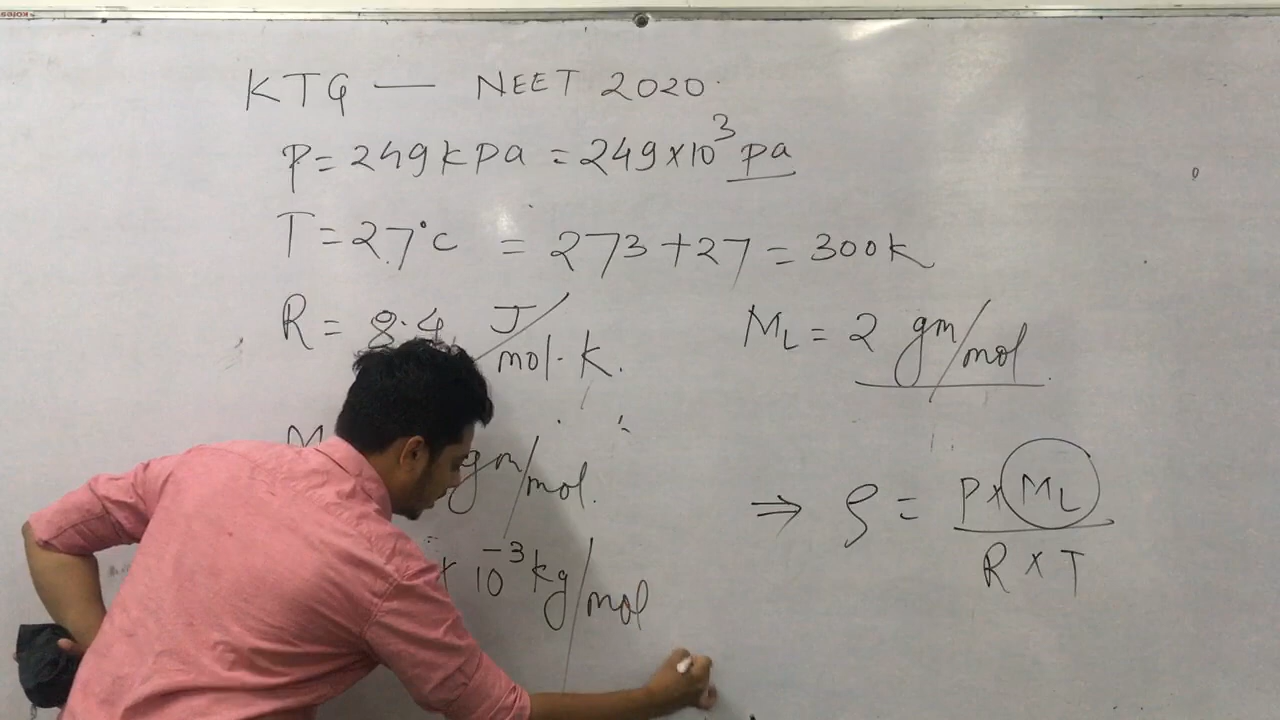 KTG — NEET 2020.
P = 249 kPa = 249×10³ pa
T = 27°C = 273 + 27 = 300K
R = 8.4 J/mol·K.
M_L = 2 gm/mol.
M gm/mol.
⇒ ρ = P×M_L / R×T
× 10⁻³ kg/mol